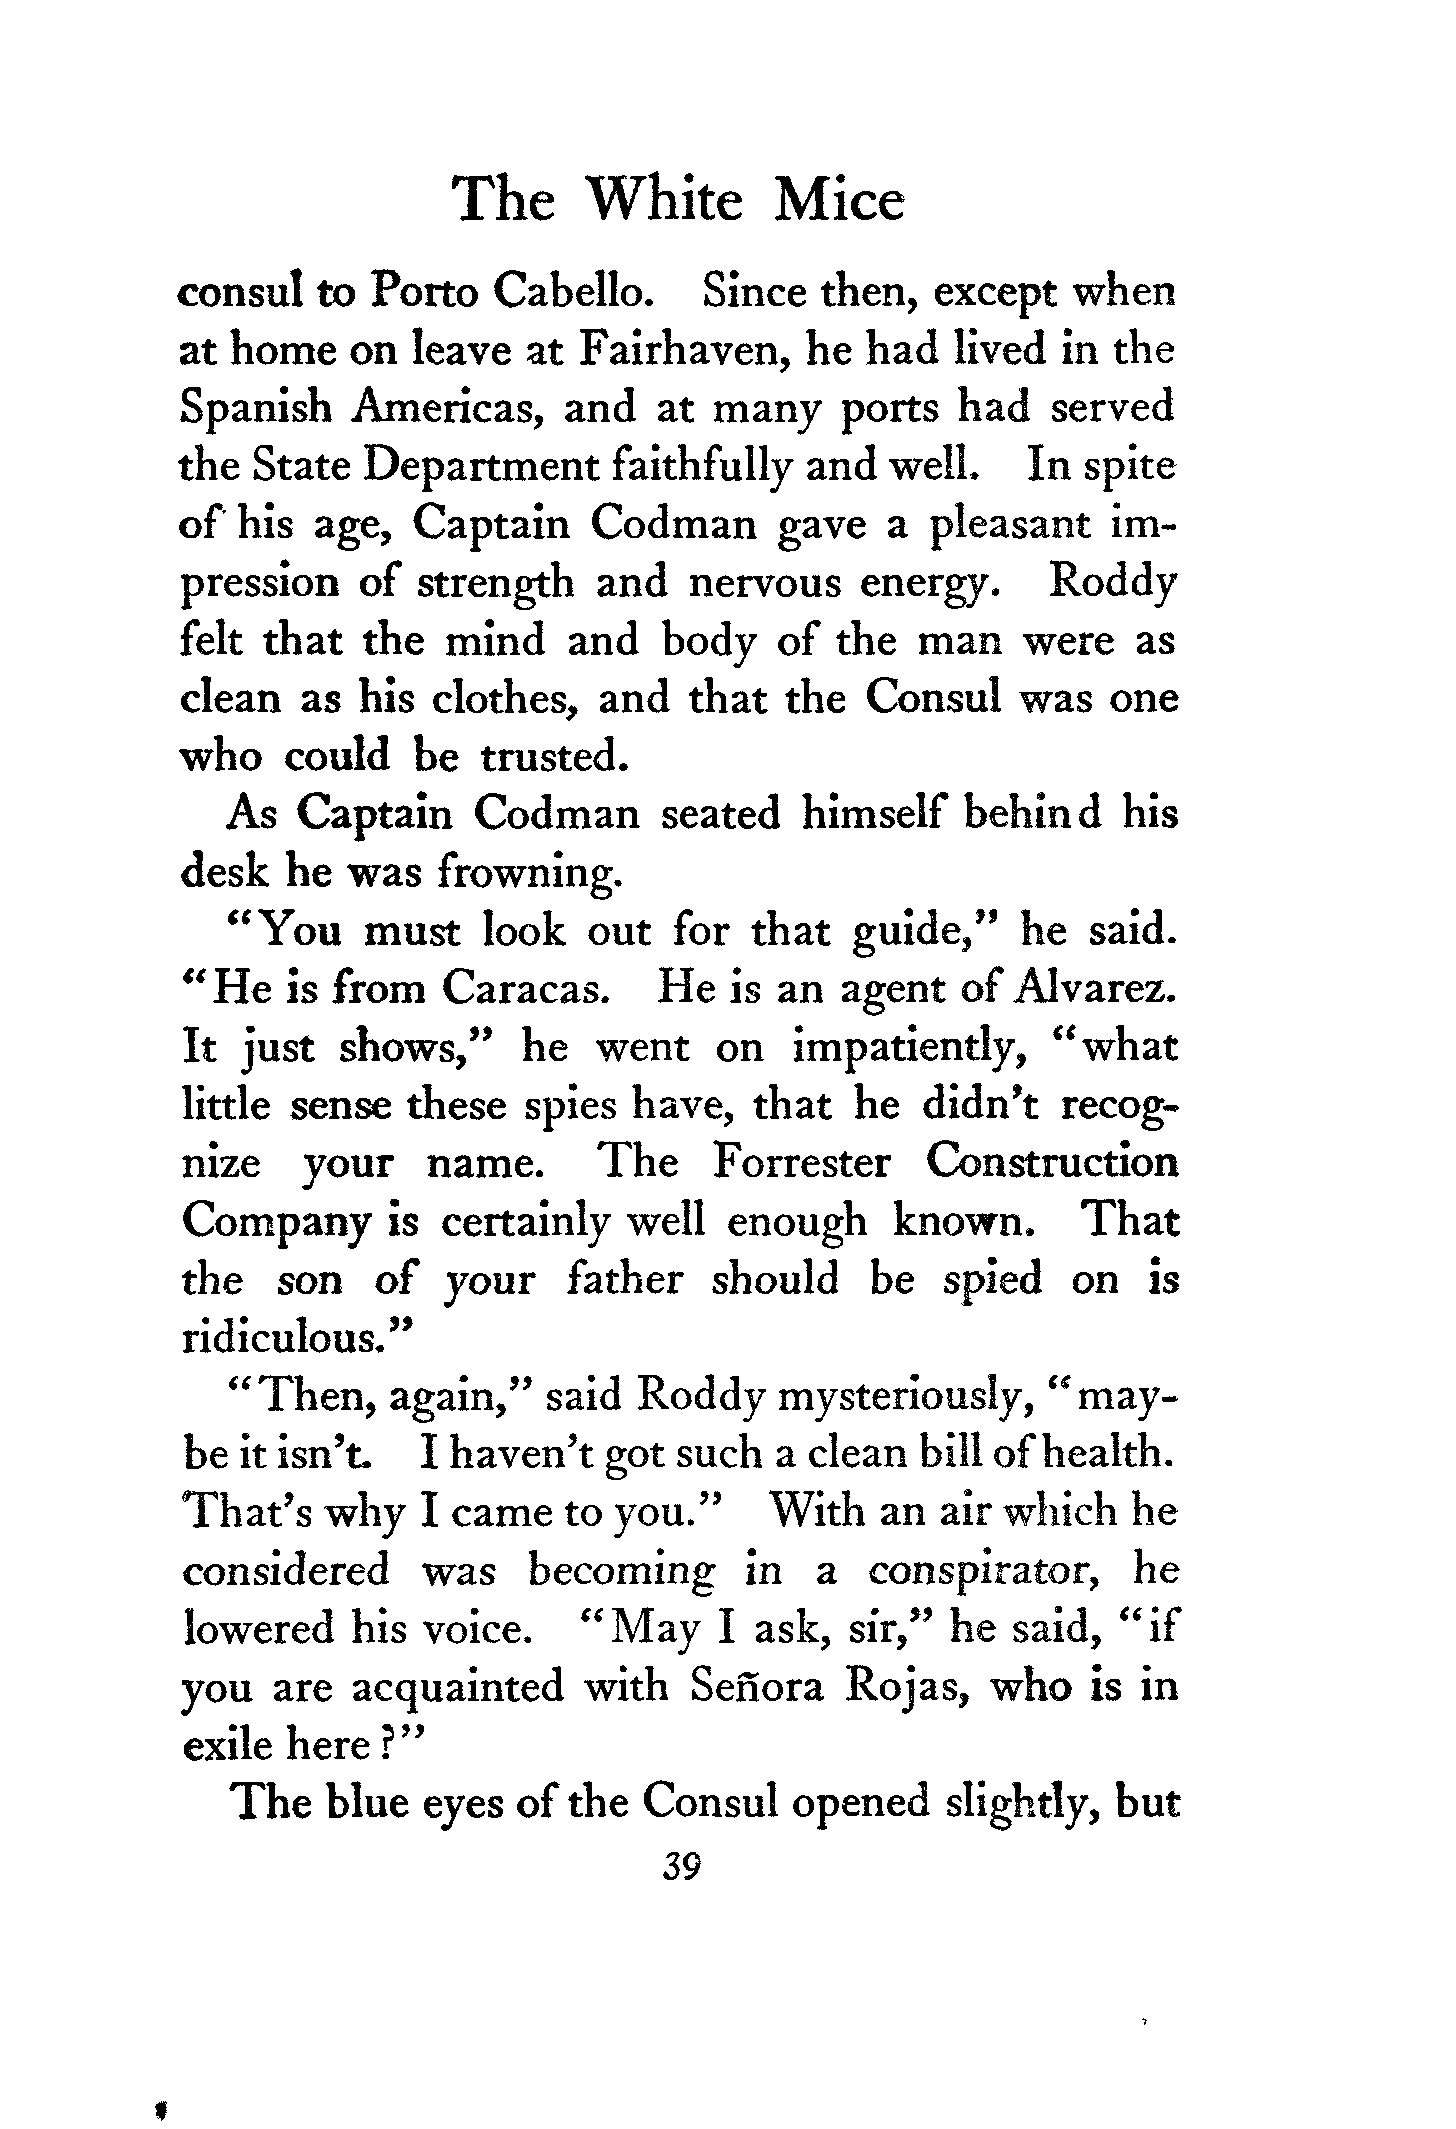 The White Mice
consul to Porto Cabello. Since then, except when
at home on leave at Fairhaven, he had lived in the
Spanish Americas, and at many ports had served
the State Department faithfully and well. In spite
of his age, Captain Codman gave a pleasant im-
pression of strength and nervous energy. Roddy
felt that the mind and body of the man were as
clean as his clothes, and that the Consul was one
who could be trusted.
As Captain Codman seated himself behind his
desk he was frowning.
"You must look out for that guide," he said.
"He is from Caracas. He is an agent of Alvarez.
It just shows," he went on impatiently, "what
little sense these spies have, that he didn't recog-
nize your name. The Forrester Construction
Company is certainly well enough known. That
the son of your father should be spied on is
ridiculous."
"Then, again," said Roddy mysteriously, "may-
be it isn't. I haven't got such a clean bill of health.
That's why I came to you." With an air which he
considered was becoming in a conspirator, he
lowered his voice. "May I ask, sir," he said, "if
you are acquainted with Señora Rojas, who is in
exile here?"
The blue eyes of the Consul opened slightly, but
39